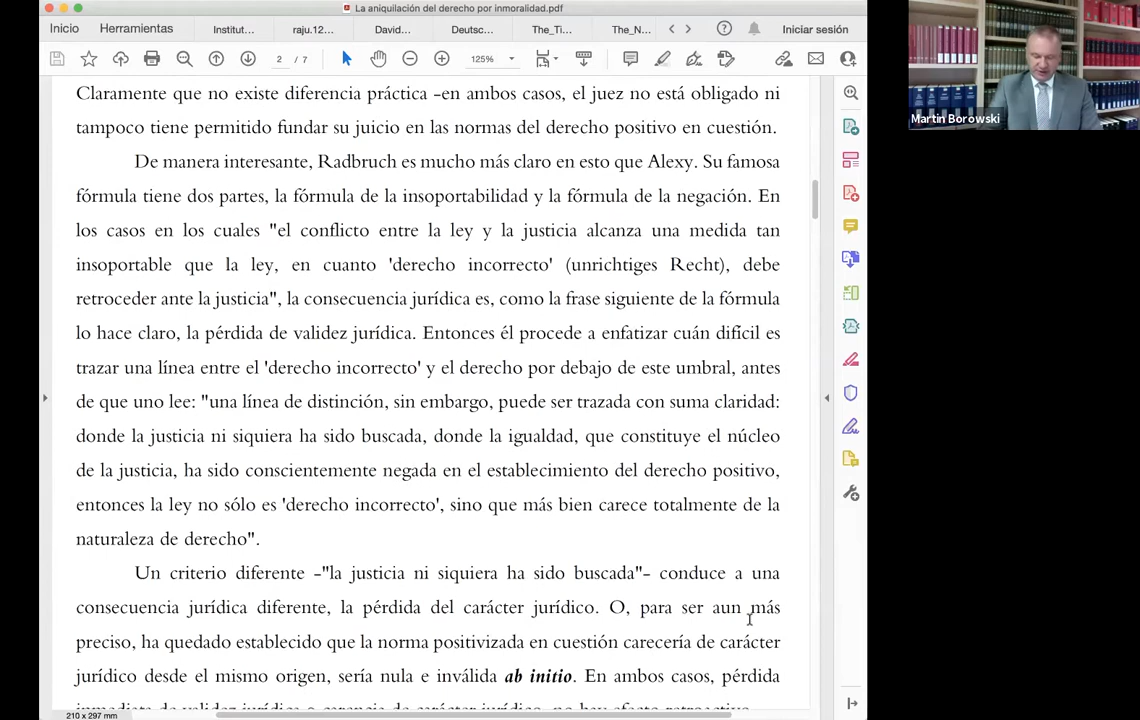 La aniquilación del derecho por inmoralidad.pdf
Inicio Herramientas Institut... raju.12... David... Deutsc... The_Ti... The_N... Iniciar sesión
2 / 7 125%
Martin Borowski
Claramente que no existe diferencia práctica -en ambos casos, el juez no está obligado ni
tampoco tiene permitido fundar su juicio en las normas del derecho positivo en cuestión.
De manera interesante, Radbruch es mucho más claro en esto que Alexy. Su famosa
fórmula tiene dos partes, la fórmula de la insoportabilidad y la fórmula de la negación. En
los casos en los cuales "el conflicto entre la ley y la justicia alcanza una medida tan
insoportable que la ley, en cuanto 'derecho incorrecto' (unrichtiges Recht), debe
retroceder ante la justicia", la consecuencia jurídica es, como la frase siguiente de la fórmula
lo hace claro, la pérdida de validez jurídica. Entonces él procede a enfatizar cuán difícil es
trazar una línea entre el 'derecho incorrecto' y el derecho por debajo de este umbral, antes
de que uno lee: "una línea de distinción, sin embargo, puede ser trazada con suma claridad:
donde la justicia ni siquiera ha sido buscada, donde la igualdad, que constituye el núcleo
de la justicia, ha sido conscientemente negada en el establecimiento del derecho positivo,
entonces la ley no sólo es 'derecho incorrecto', sino que más bien carece totalmente de la
naturaleza de derecho".
Un criterio diferente -"la justicia ni siquiera ha sido buscada"- conduce a una
consecuencia jurídica diferente, la pérdida del carácter jurídico. O, para ser aun más
preciso, ha quedado establecido que la norma positivizada en cuestión carecería de carácter
jurídico desde el mismo origen, sería nula e inválida ab initio. En ambos casos, pérdida
210 x 297 mm